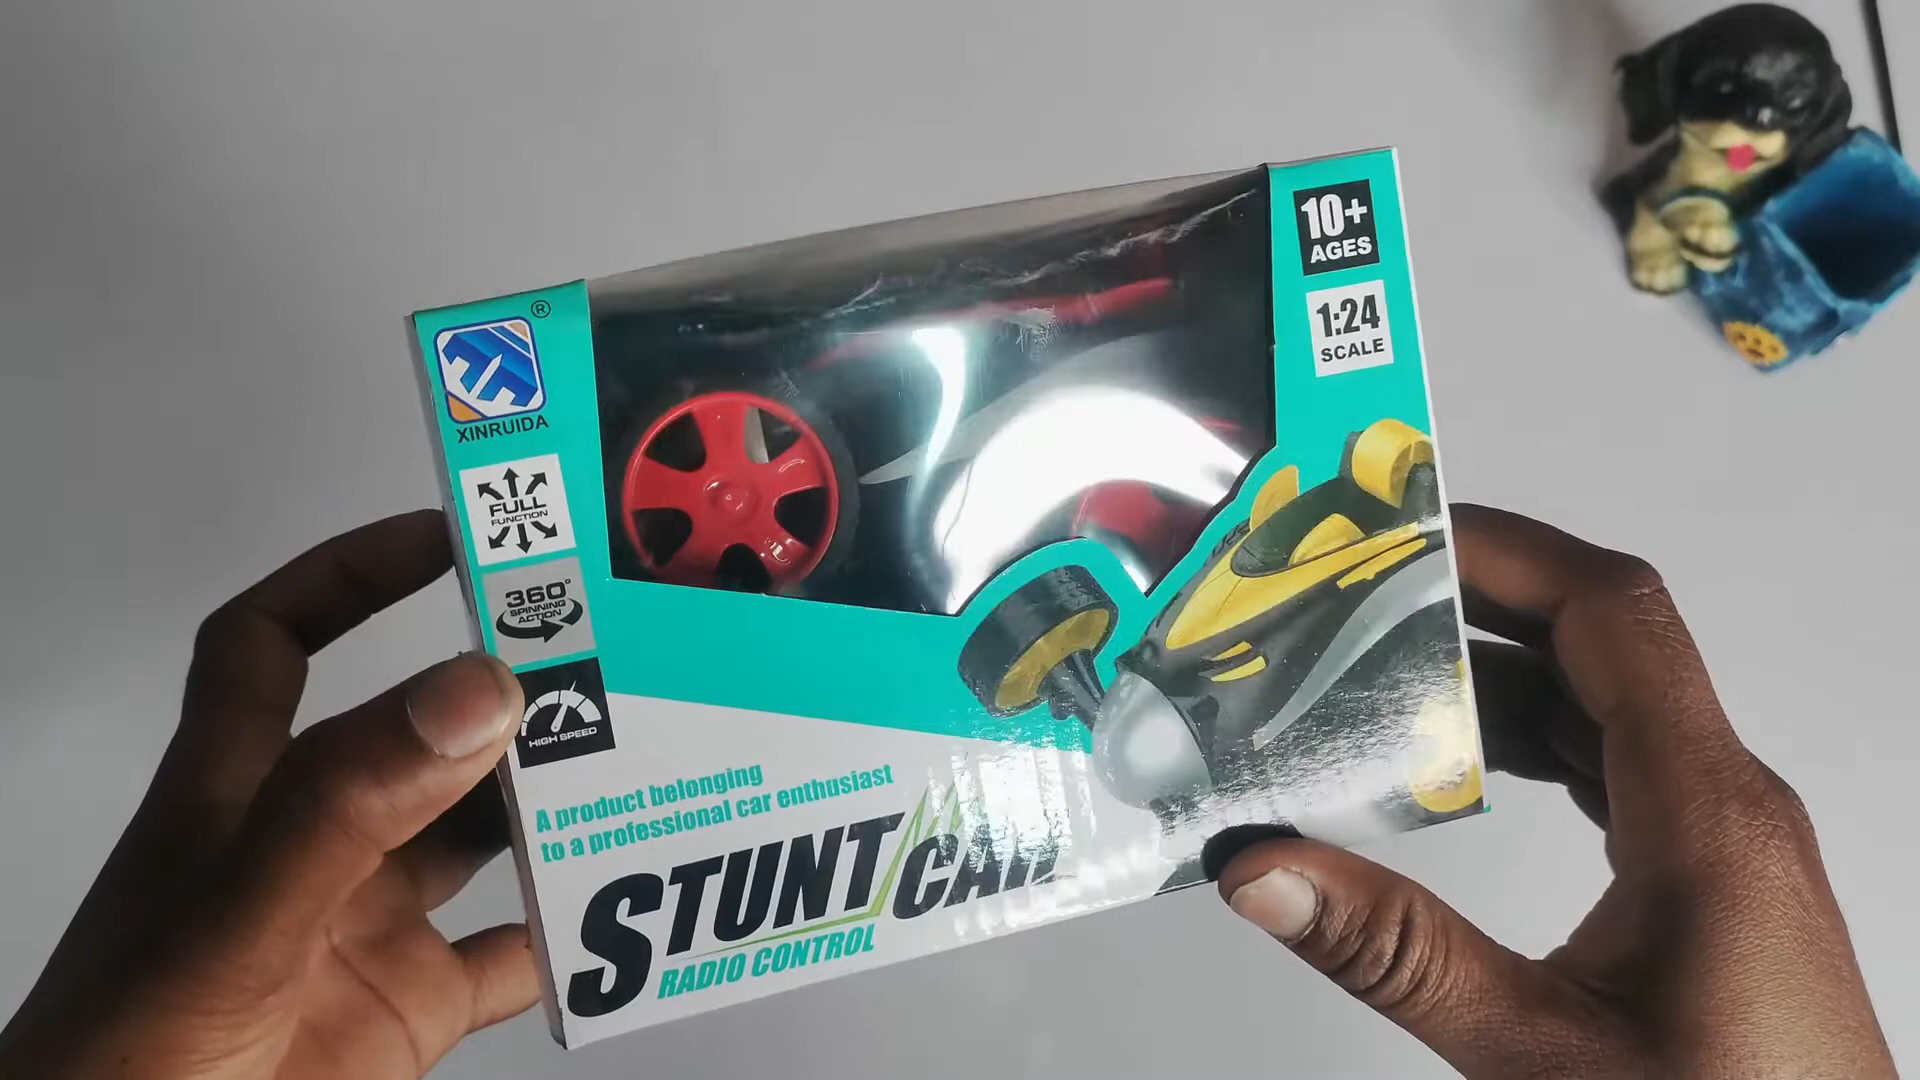 ®
XINRUIDA
FULL
FUNCTION
360°
SPINNING
ACTION
HIGH SPEED
10+
AGES
1:24
SCALE
A product belonging
to a professional car enthusiast
STUNT CAR
RADIO CONTROL